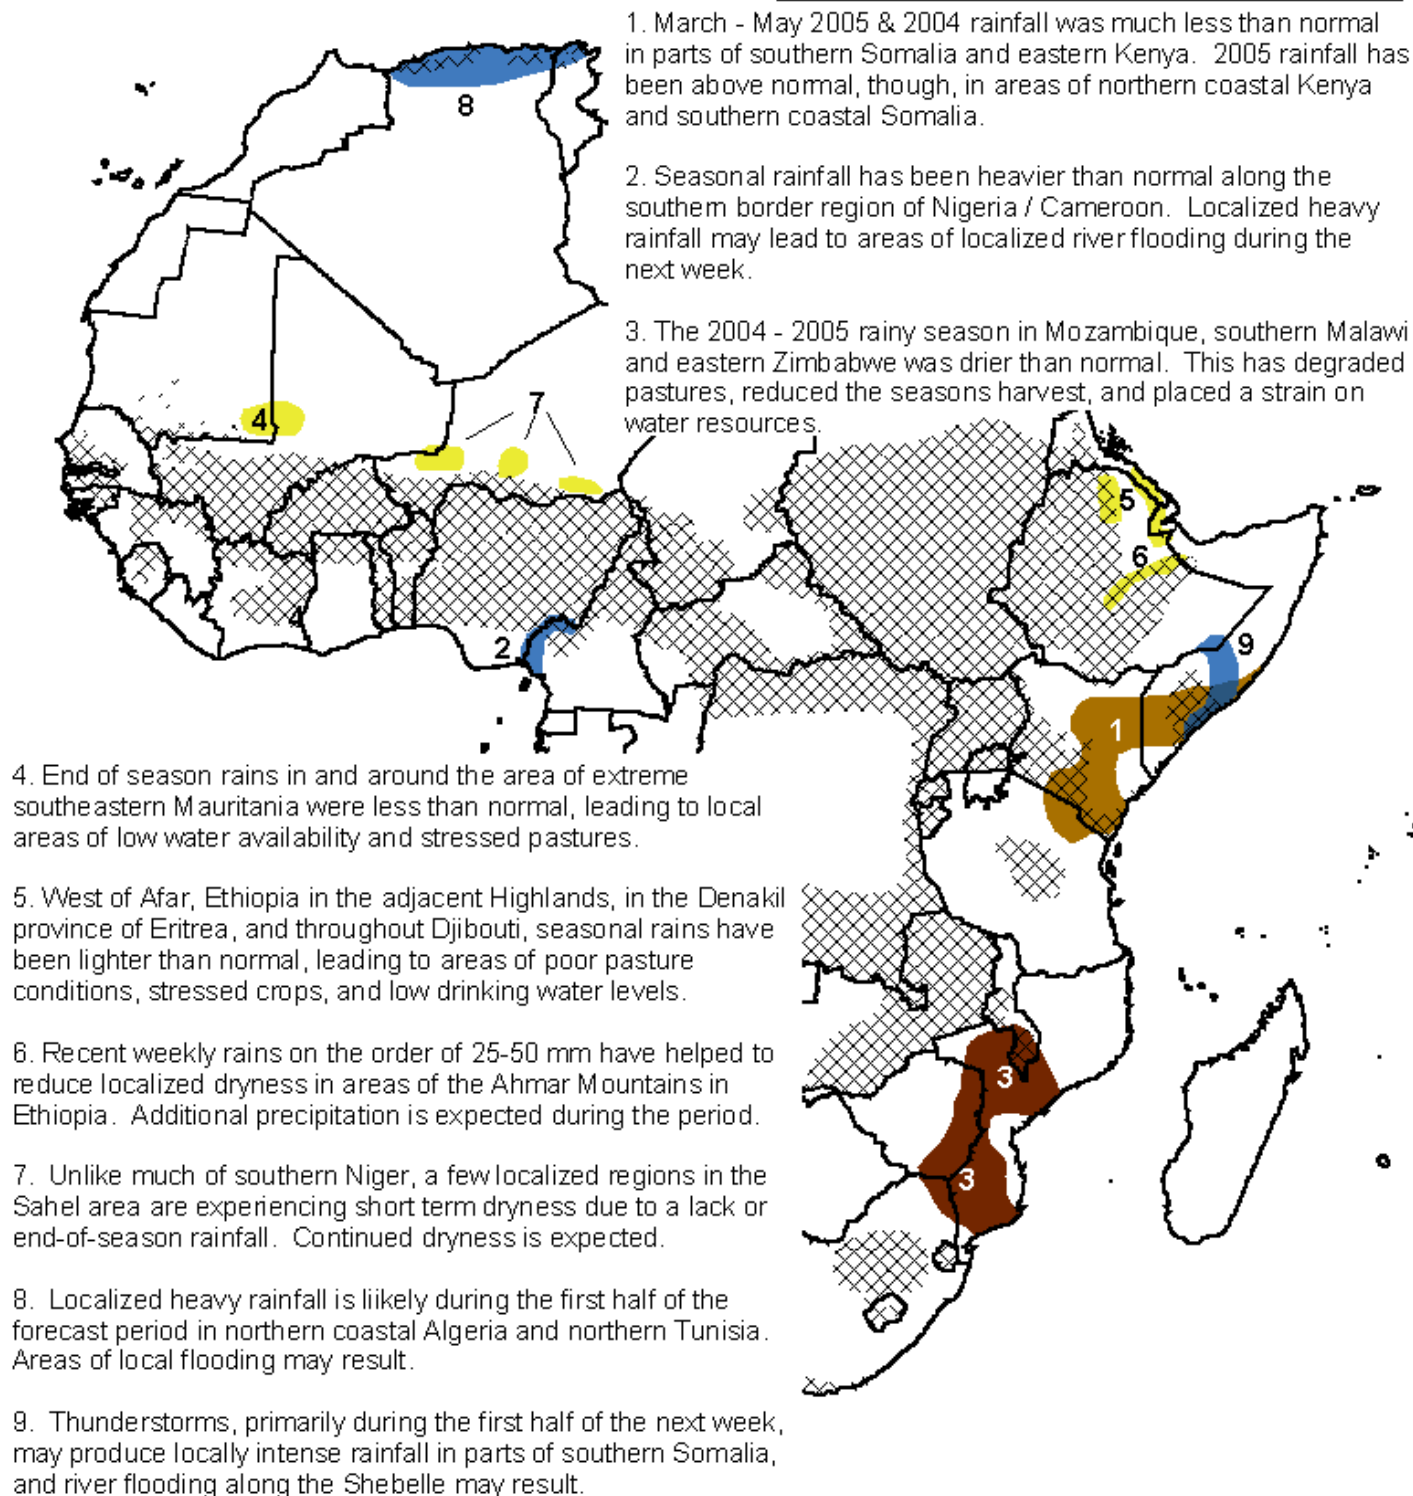 1. March - May 2005 & 2004 rainfall was much less than normal
in parts of southern Somalia and eastern Kenya.  2005 rainfall has
been above normal, though, in areas of northern coastal Kenya
and southern coastal Somalia.
2. Seasonal rainfall has been heavier than normal along the
southern border region of Nigeria / Cameroon.  Localized heavy
rainfall may lead to areas of localized river flooding during the
next week.
3. The 2004 - 2005 rainy season in Mozambique, southern Malawi
and eastern Zimbabwe was drier than normal.  This has degraded
pastures, reduced the seasons harvest, and placed a strain on
water resources.
8
7
4
5
6
2
9
1
4. End of season rains in and around the area of extreme
southeastern Mauritania were less than normal, leading to local
areas of low water availability and stressed pastures.
5. West of Afar, Ethiopia in the adjacent Highlands, in the Denakil
province of Eritrea, and throughout Djibouti, seasonal rains have
been lighter than normal, leading to areas of poor pasture
conditions, stressed crops, and low drinking water levels.
6. Recent weekly rains on the order of 25-50 mm have helped to
reduce localized dryness in areas of the Ahmar Mountains in
Ethiopia.  Additional precipitation is expected during the period.
3
7.  Unlike much of southern Niger, a few localized regions in the
Sahel area are experiencing short term dryness due to a lack or
end-of-season rainfall.  Continued dryness is expected.
3
8.  Localized heavy rainfall is liikely during the first half of the
forecast period in northern coastal Algeria and northern Tunisia.
Areas of local flooding may result.
9.  Thunderstorms, primarily during the first half of the next week,
may produce locally intense rainfall in parts of southern Somalia,
and river flooding along the Shebelle may result.